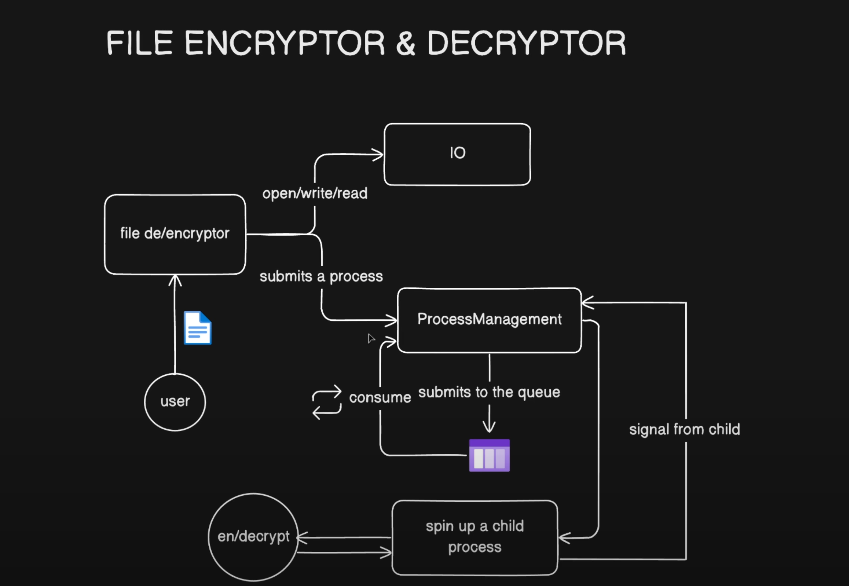 FILE ENCRYPTOR & DECRYPTOR
IO
open/write/read
file de/encryptor
submits a process
ProcessManagement
user
consume
submits to the queue
signal from child
en/decrypt
spin up a child
process